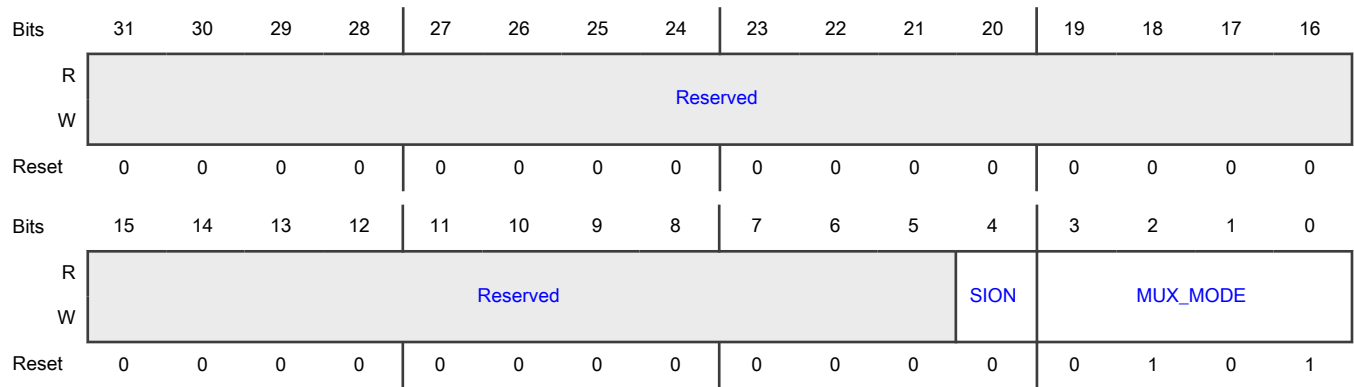 Bits 31 30 29 28 27 26 25 24 23 22 21 20 19 18 17 16
R
Reserved
W
Reset 0 0 0 0 0 0 0 0 0 0 0 0 0 0 0 0
Bits 15 14 13 12 11 10 9 8 7 6 5 4 3 2 1 0
R
Reserved SION MUX_MODE
W
Reset 0 0 0 0 0 0 0 0 0 0 0 0 0 1 0 1